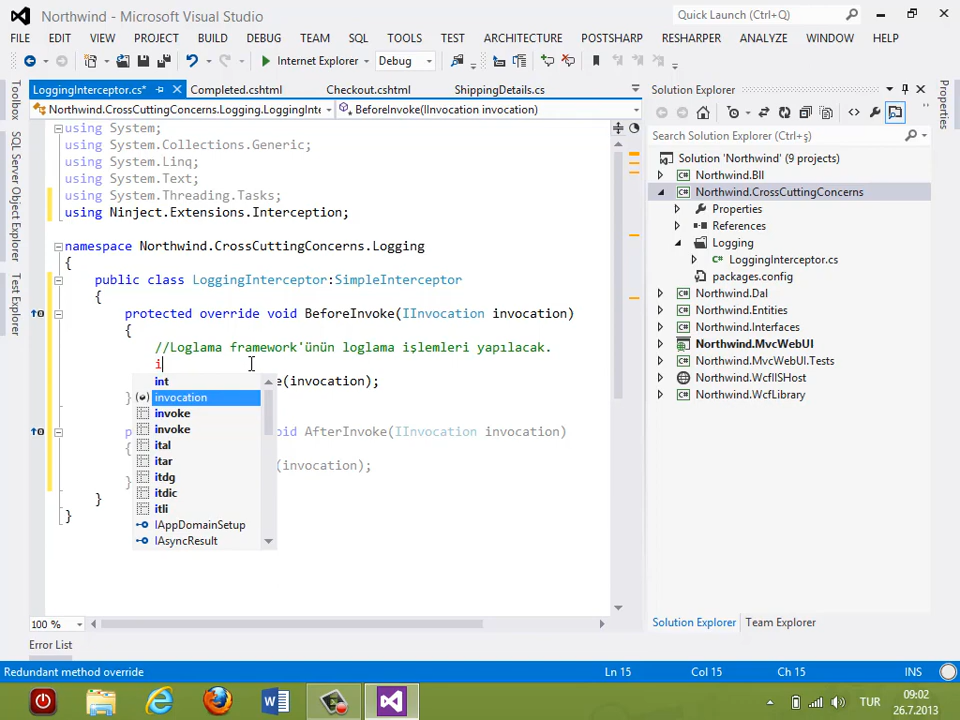 Northwind - Microsoft Visual Studio
Quick Launch (Ctrl+Q)
FILE EDIT VIEW PROJECT BUILD DEBUG TEAM SQL TOOLS TEST ARCHITECTURE POSTSHARP RESHARPER ANALYZE WINDOW HELP
Internet Explorer Debug
LoggingInterceptor.cs* Completed.cshtml Checkout.cshtml ShippingDetails.cs
Northwind.CrossCuttingConcerns.Logging.LoggingInte BeforeInvoke(IInvocation invocation)
Toolbox
SQL Server Object Explorer
Test Explorer
using System;
using System.Collections.Generic;
using System.Linq;
using System.Text;
using System.Threading.Tasks;
using Ninject.Extensions.Interception;
namespace Northwind.CrossCuttingConcerns.Logging
{
public class LoggingInterceptor:SimpleInterceptor
{
protected override void BeforeInvoke(IInvocation invocation)
{
//Loglama framework'ünün loglama işlemleri yapılacak.
i
e(invocation);
}
p
oid AfterInvoke(IInvocation invocation)
{
(invocation);
}
}
}
int
invocation
invoke
invoke
ital
itar
itdg
itdic
itli
IAppDomainSetup
IAsyncResult
100 %
Error List
Solution Explorer
Search Solution Explorer (Ctrl+ş)
Solution 'Northwind' (9 projects)
Northwind.Bll
Northwind.CrossCuttingConcerns
Properties
References
Logging
LoggingInterceptor.cs
packages.config
Northwind.Dal
Northwind.Entities
Northwind.Interfaces
Northwind.MvcWebUI
Northwind.MvcWebUI.Tests
Northwind.WcfIISHost
Northwind.WcfLibrary
Solution Explorer Team Explorer
Properties
Redundant method override Ln 15 Col 15 Ch 15 INS
TUR
09:02
26.7.2013